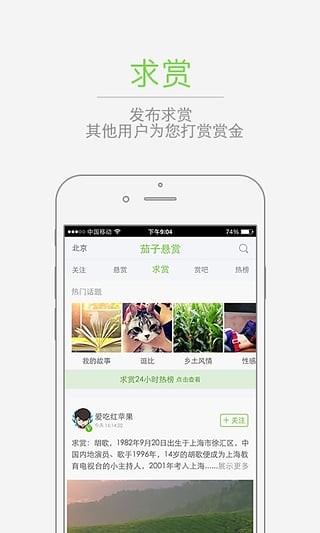 求赏
发布求赏
其他用户为您打赏赏金
中国移动 下午9:04 74%
北京 茄子悬赏
关注 悬赏 求赏 赏吧 热榜
热门话题
我的故事 逗比 乡土风情 性感
求赏24小时热榜 点击查看
爱吃红苹果
今天 16:14:22
+ 关注
求赏：胡歌，1982年9月20日出生于上海市徐汇区，中
国内地演员、歌手1996年，14岁的胡歌便成为上海
教育电视台的小主持人，2001年考入上海......展示更多